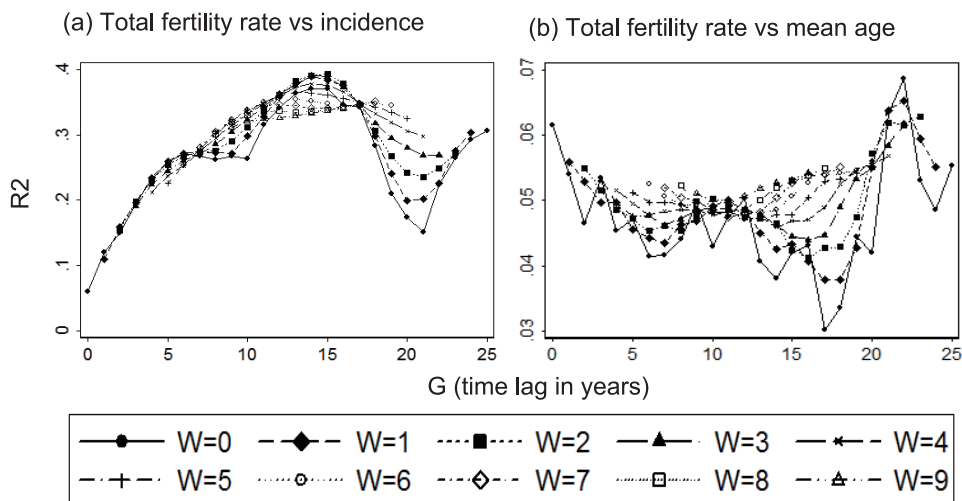 (a) Total fertility rate vs incidence
(b) Total fertility rate vs mean age
R2
.4
.3
.2
.1
0
0 5 10 15 20 25
.07
.06
.05
.04
.03
0 5 10 15 20 25
G (time lag in years)
W=0 W=1 W=2 W=3 W=4
W=5 W=6 W=7 W=8 W=9